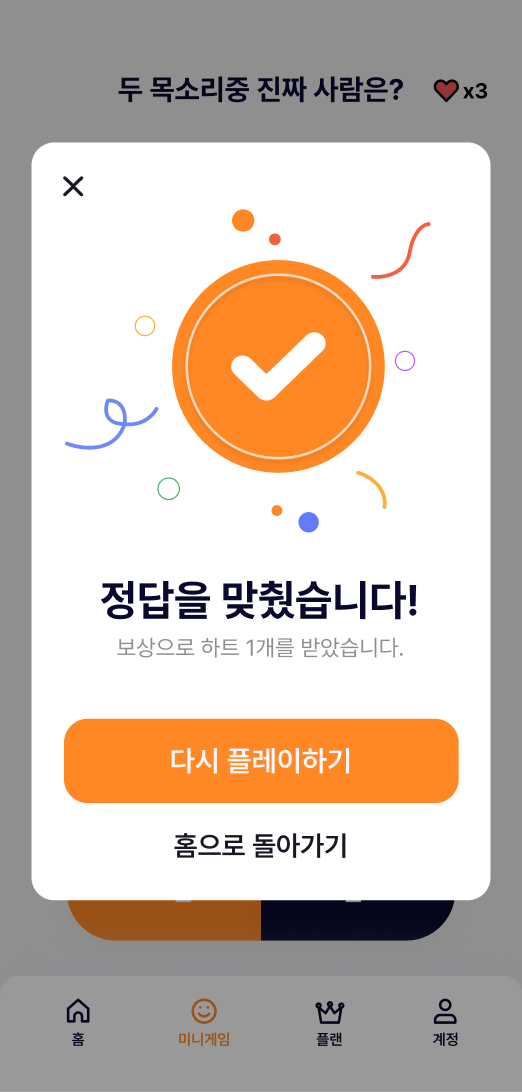 두 목소리중 진짜 사람은?
x3
정답을 맞췄습니다!
보상으로 하트 1개를 받았습니다.
다시 플레이하기
홈으로 돌아가기
홈
미니게임
플랜
계정